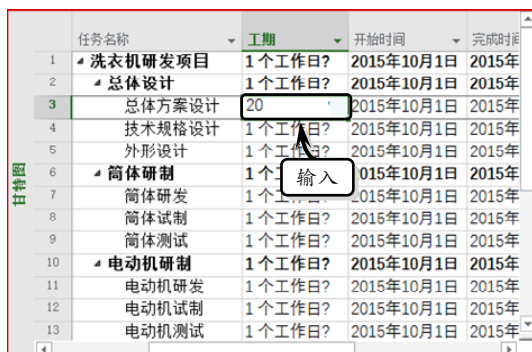 任务名称 工期 开始时间 完成时间
1 洗衣机研发项目 1 个工作日? 2015年10月1日 2015年
2 总体设计 1 个工作日? 2015年10月1日 2015年
3 总体方案设计 20 2015年10月1日 2015年
4 技术规格设计 1 个工作日? 2015年10月1日 2015年
5 外形设计 1 个工作日? 2015年10月1日 2015年
甘特图
6 筒体研制 1 个工作日? 2015年10月1日 2015年
输入
7 筒体研发 2015年10月1日 2015年
8 筒体试制 1 个工作日? 2015年10月1日 2015年
9 筒体测试 1 个工作日? 2015年10月1日 2015年
10 电动机研制 1 个工作日? 2015年10月1日 2015年
11 电动机研发 1 个工作日? 2015年10月1日 2015年
12 电动机试制 1 个工作日? 2015年10月1日 2015年
13 电动机测试 1 个工作日? 2015年10月1日 2015年